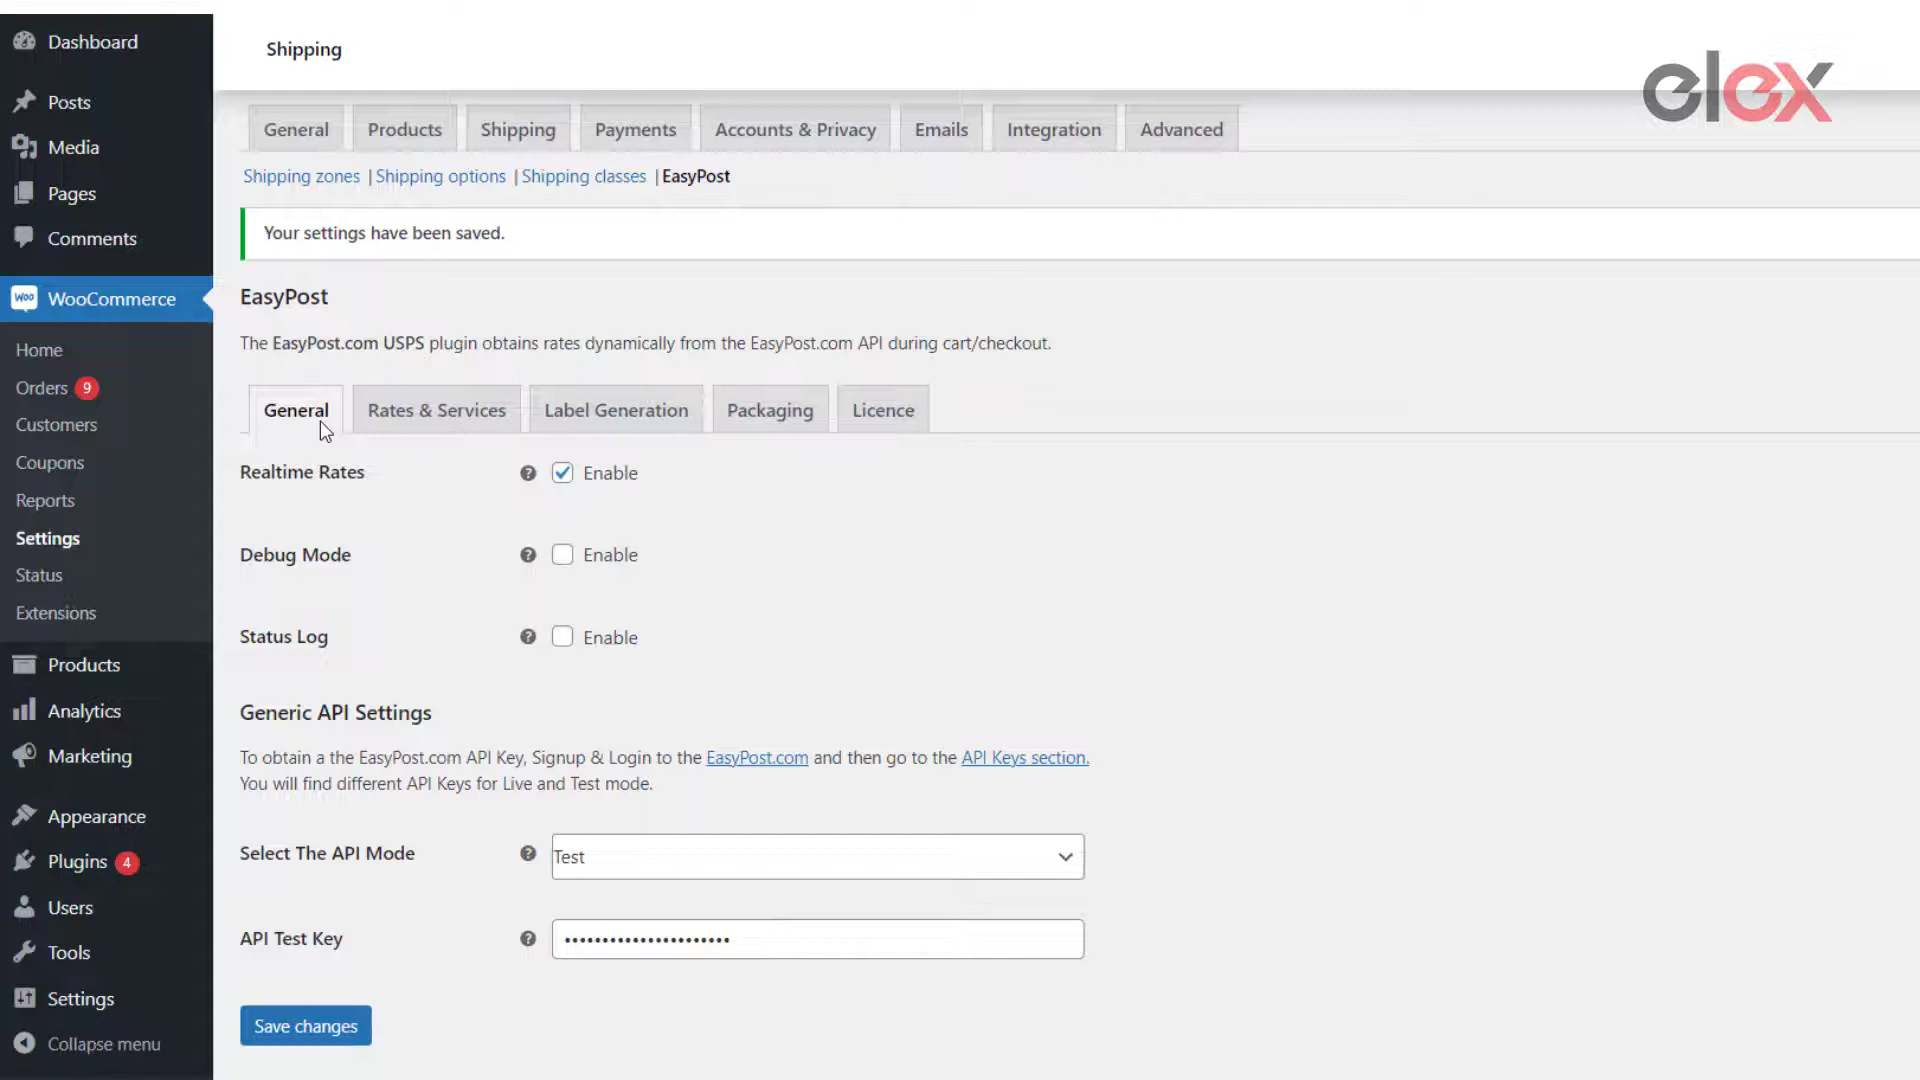 Dashboard
Posts
Media
Pages
Comments
WOO WooCommerce
Home
Orders 9
Customers
Coupons
Reports
Settings
Status
Extensions
Products
Analytics
Marketing
Appearance
Plugins 4
Users
Tools
Settings
Collapse menu
Shipping
elex
General Products Shipping Payments Accounts & Privacy Emails Integration Advanced
Shipping zones | Shipping options | Shipping classes | EasyPost
Your settings have been saved.
EasyPost
The EasyPost.com USPS plugin obtains rates dynamically from the EasyPost.com API during cart/checkout.
General Rates & Services Label Generation Packaging Licence
Realtime Rates ? Enable
Debug Mode ? Enable
Status Log ? Enable
Generic API Settings
To obtain a the EasyPost.com API Key, Signup & Login to the EasyPost.com and then go to the API Keys section.
You will find different API Keys for Live and Test mode.
Select The API Mode ? Test
API Test Key ? ••••••••••••••••••••••
Save changes